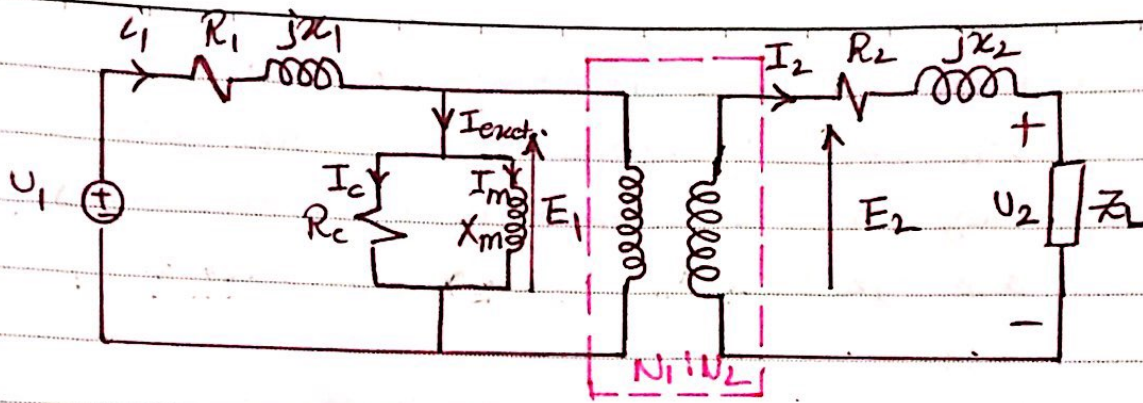 i1 R1 jx1
I2 R2 jx2
Iexct.
+
Ic Im
U1 Rc Xm E1 E2 U2 ZL
−
N1:N2